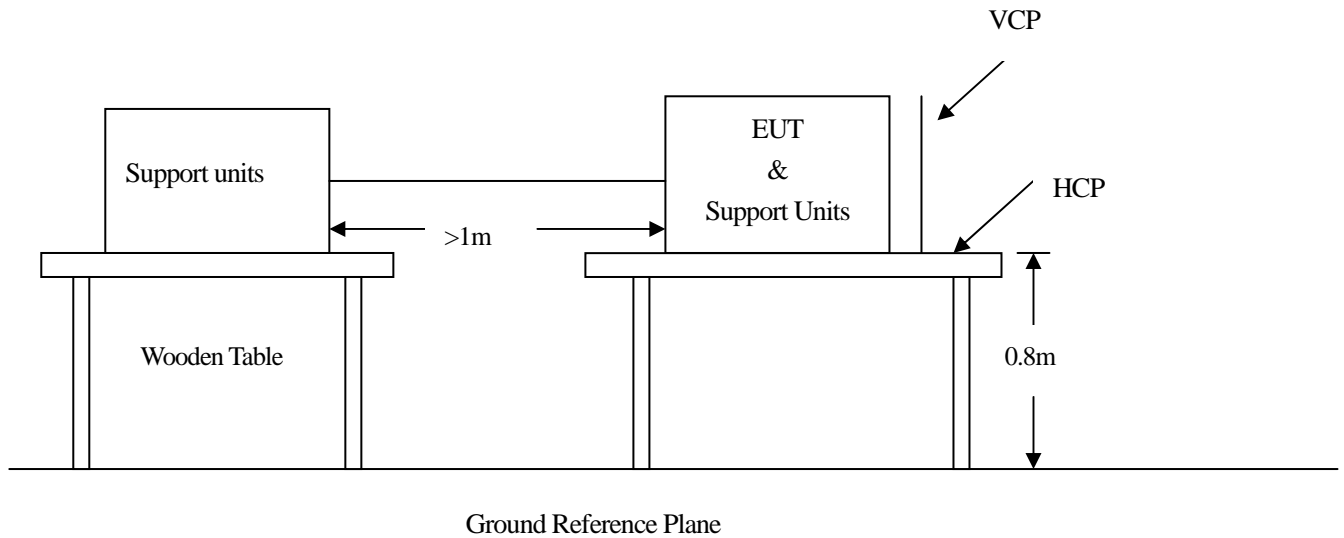 VCP
EUT
&
Support Units
Support units
HCP
>1m
Wooden Table
0.8m
Ground Reference Plane